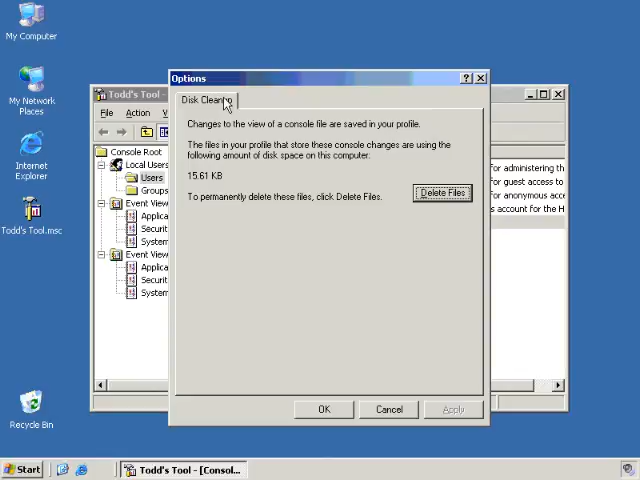 My Computer
My Network
Places
Internet
Explorer
Todd's Tool.msc
Recycle Bin
Todd's Tool -
File
Action
Console Root
Local Users
Users
Groups
Event View
Applica
Securit
System
Event View
Applica
Securit
System
for administering th
for guest access to
for anonymous acce
s account for the H
Options
Disk Cleanup
Changes to the view of a console file are saved in your profile.
The files in your profile that store these console changes are using the
following amount of disk space on this computer:
15.61 KB
To permanently delete these files, click Delete Files.
Delete Files
OK
Cancel
Apply
Start
Todd's Tool - [Consol...